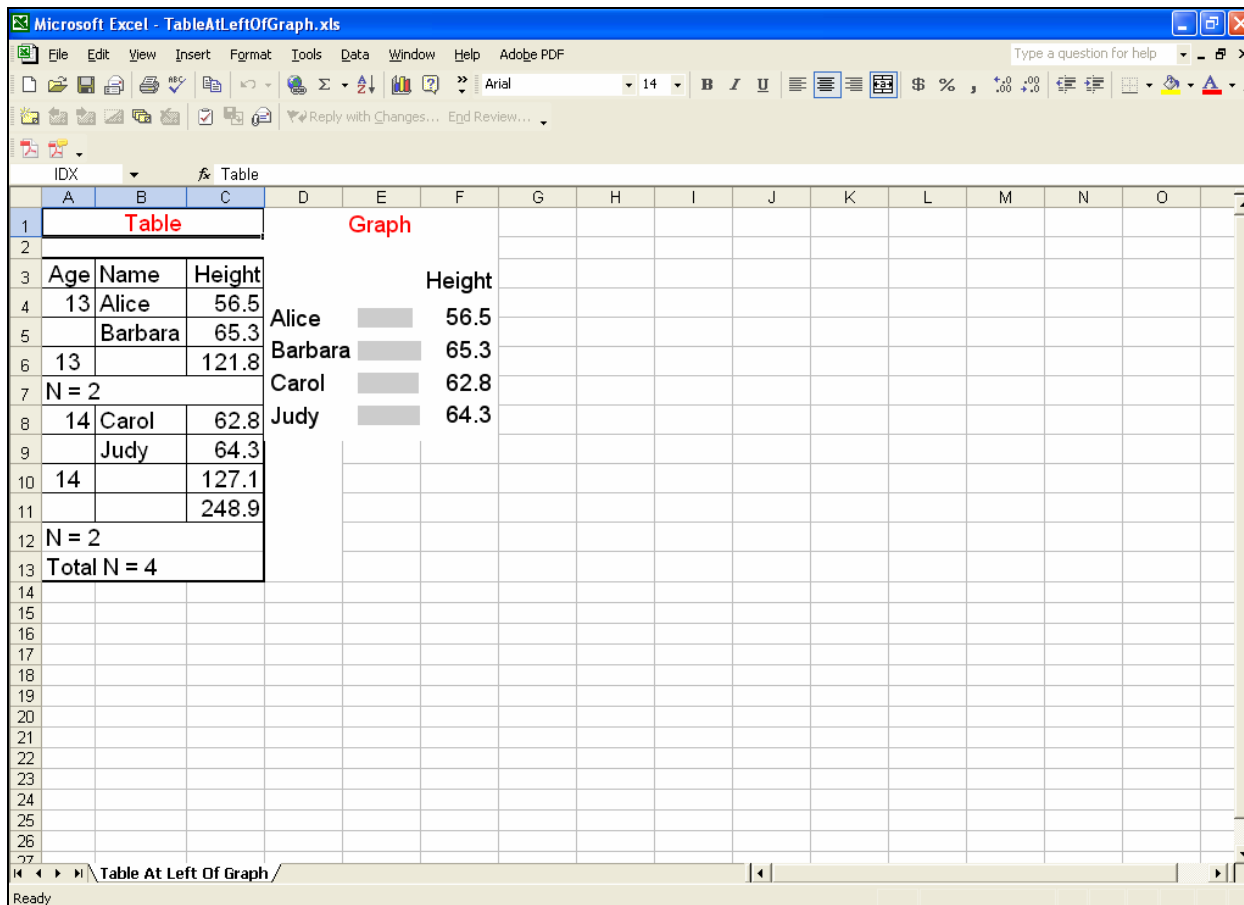 Microsoft Excel - TableAtLeftOfGraph.xls
File Edit View Insert Format Tools Data Window Help Adobe PDF Type a question for help
Arial 14 B I U $ % ,
Reply with Changes... End Review...
IDX fx Table
A B C D E F G H I J K L M N O
1 Table Graph
2
3 Age Name Height Height
4 13 Alice 56.5 Alice 56.5
5 Barbara 65.3 Barbara 65.3
6 13 121.8 Carol 62.8
7 N = 2
8 14 Carol 62.8 Judy 64.3
9 Judy 64.3
10 14 127.1
11 248.9
12 N = 2
13 Total N = 4
14
15
16
17
18
19
20
21
22
23
24
25
26
27
Table At Left Of Graph
Ready